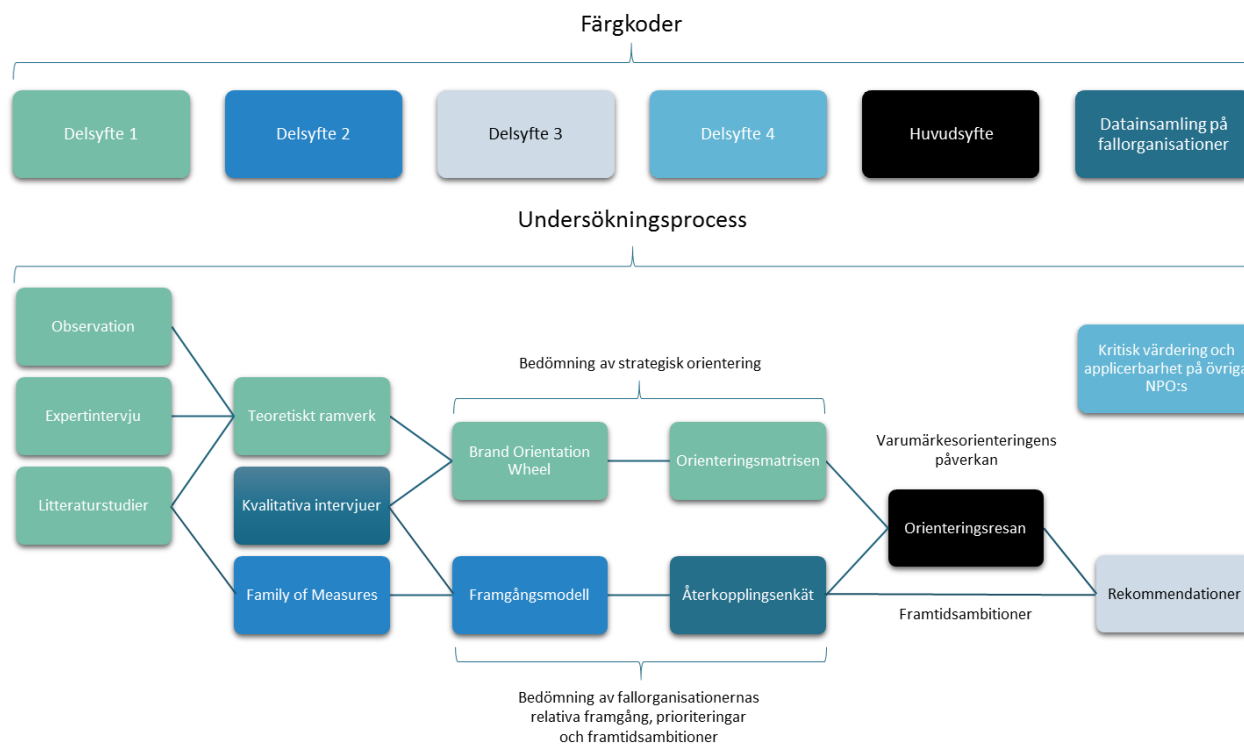 Färgkoder
Delsyfte 1
Delsyfte 2
Delsyfte 3
Delsyfte 4
Huvudsyfte
Datainsamling på
fallorganisationer
Undersökningsprocess
Observation
Expertintervju
Litteraturstudier
Teoretiskt ramverk
Kvalitativa intervjuer
Family of Measures
Bedömning av strategisk orientering
Brand Orientation
Wheel
Orienteringsmatrisen
Framgångsmodell
Återkopplingsenkät
Bedömning av fallorganisationernas
relativa framgång, prioriteringar
och framtidsambitioner
Varumärkesorienteringens
påverkan
Orienteringsresan
Framtidsambitioner
Kritisk värdering och
applicerbarhet på övriga
NPO:s
Rekommendationer